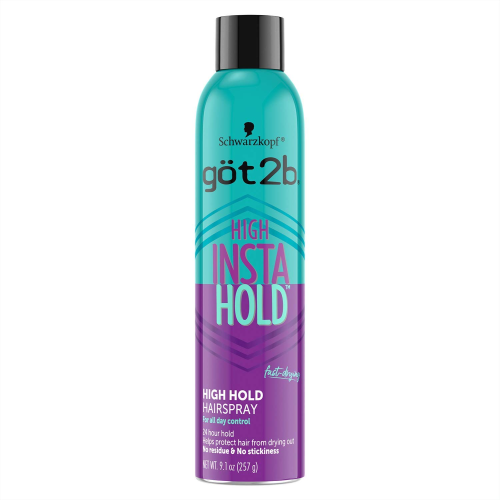 Schwarzkopf®
göt2b.
HIGH
INSTA
HOLD™
fast-drying
HIGH HOLD
HAIRSPRAY
For all day control
24 hour hold
Helps protect hair from drying out
No residue & No stickiness
NET WT. 9.1 oz (257 g)